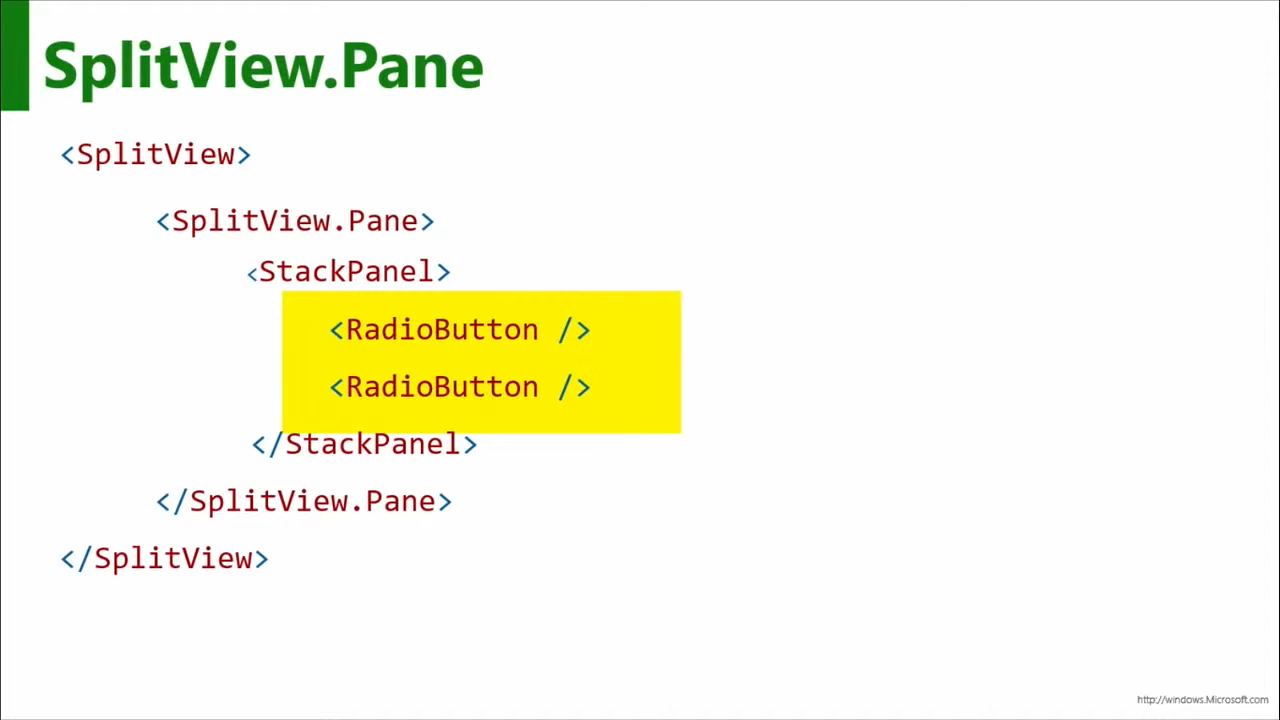 SplitView.Pane
<SplitView>
<SplitView.Pane>
<StackPanel>
<RadioButton />
<RadioButton />
</StackPanel>
</SplitView.Pane>
</SplitView>
http://windows.Microsoft.com